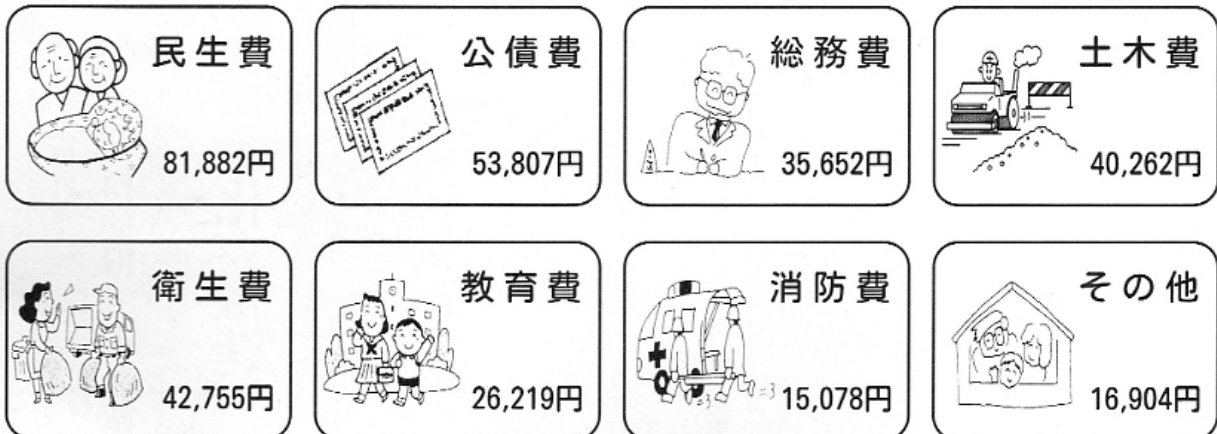 民生費
81,882円
公債費
53,807円
総務費
35,652円
土木費
40,262円
衛生費
42,755円
教育費
26,219円
消防費
15,078円
その他
16,904円